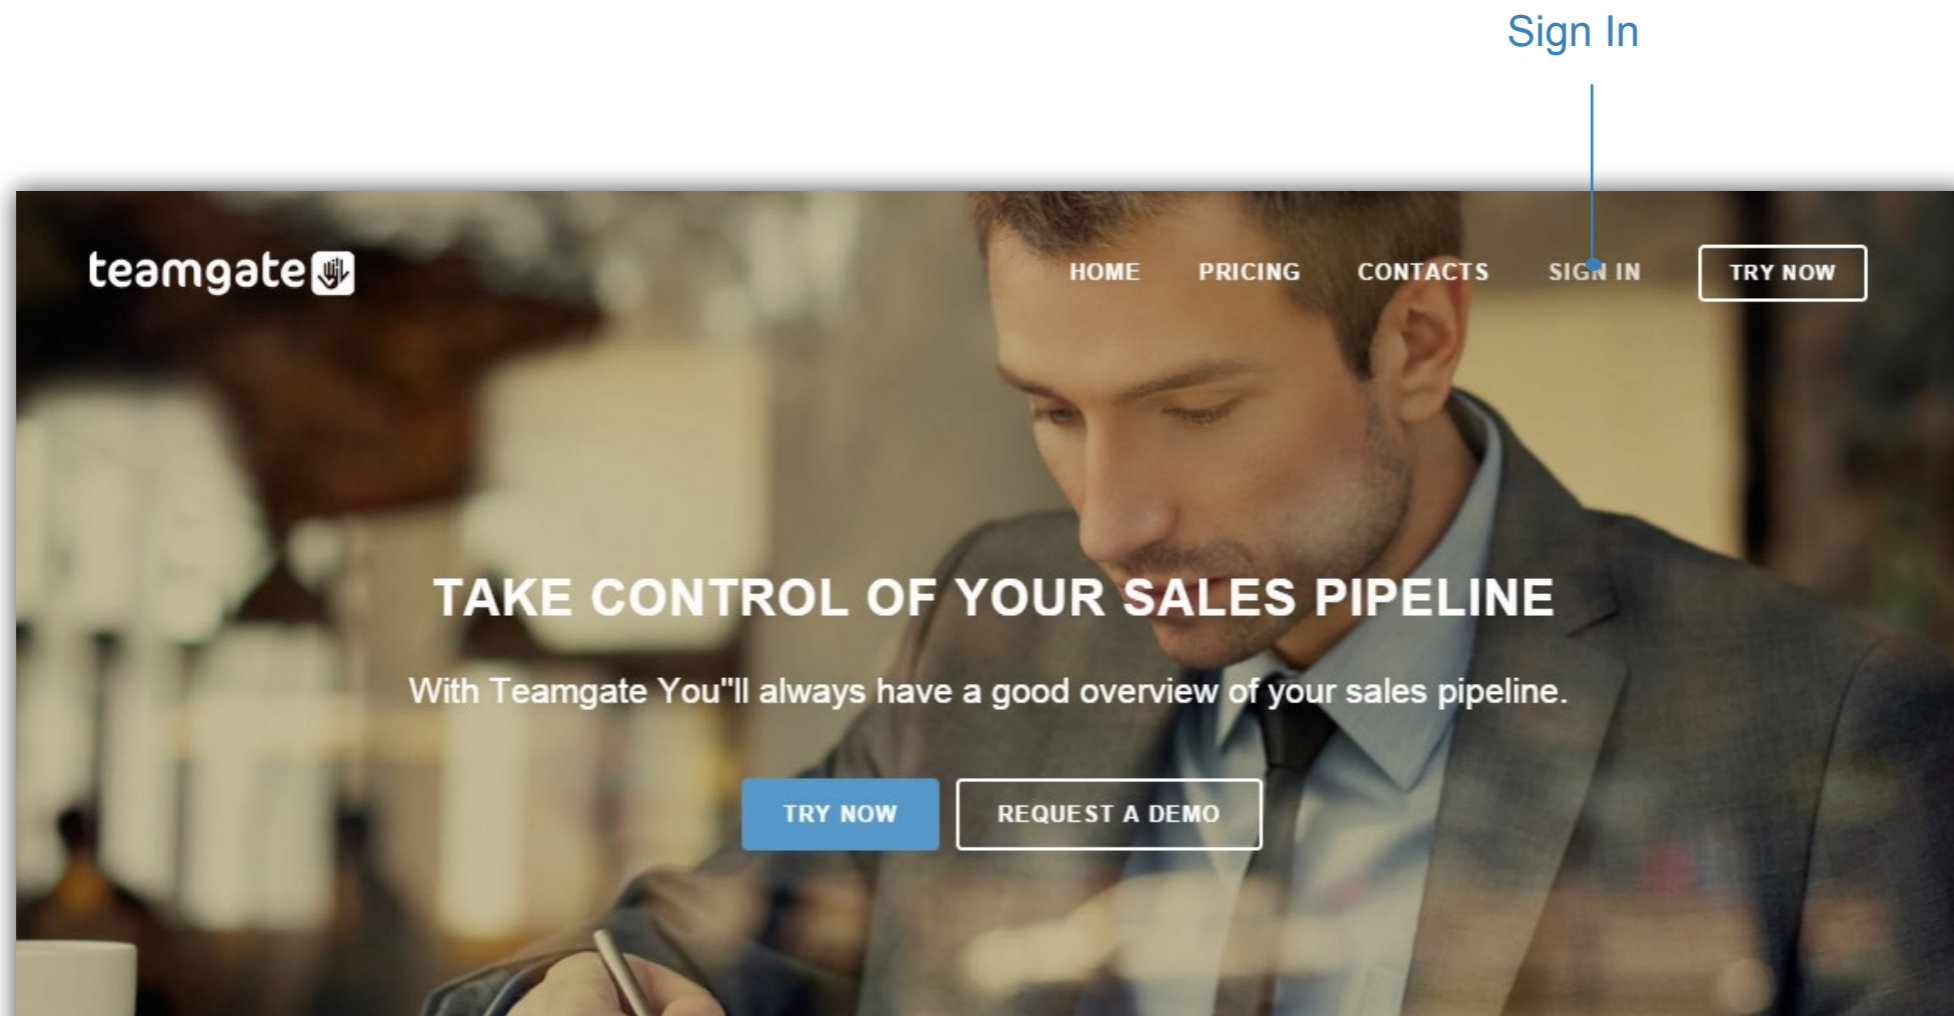 Sign In
teamgate
HOME PRICING CONTACTS SIGN IN TRY NOW
TAKE CONTROL OF YOUR SALES PIPELINE
With Teamgate You"ll always have a good overview of your sales pipeline.
TRY NOW REQUEST A DEMO